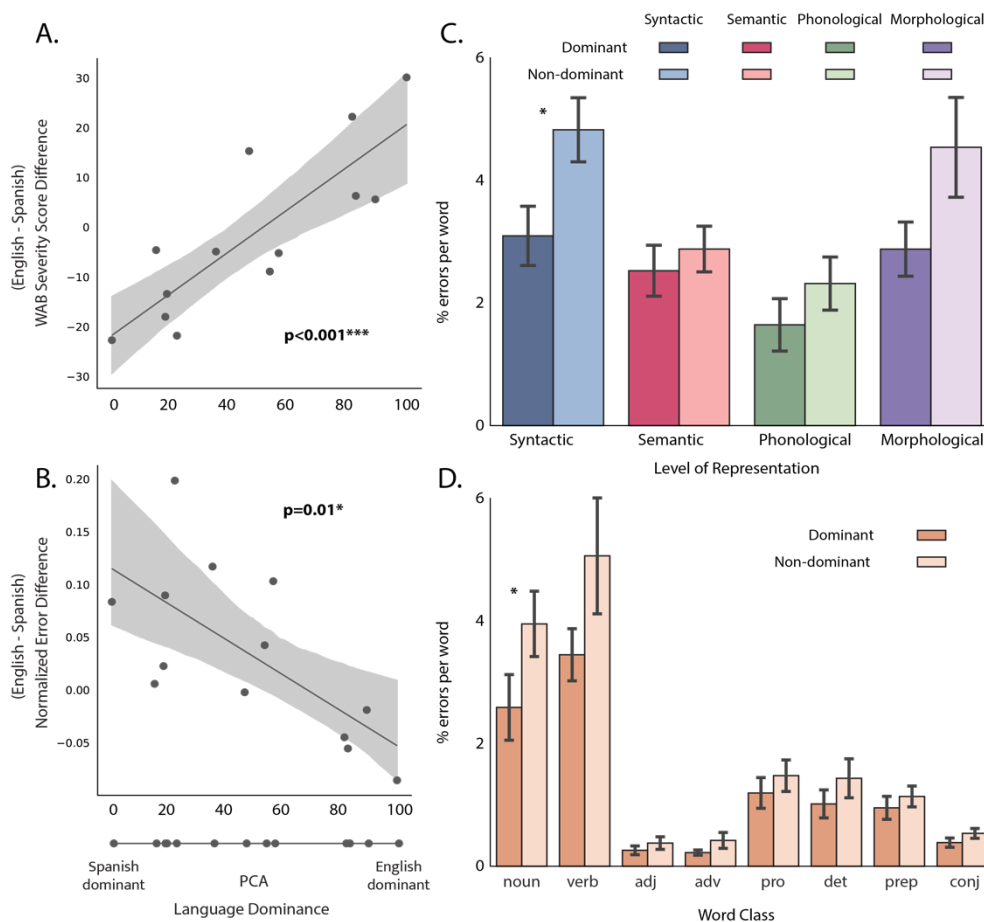 A.
(English - Spanish)
WAB Severity Score Difference
30
20
10
0
−10
−20
−30
p<0.001***
0 20 40 60 80 100
B.
(English - Spanish)
Normalized Error Difference
0.20
0.15
0.10
0.05
0.00
−0.05
p=0.01*
0 20 40 60 80 100
Spanish
dominant
PCA
English
dominant
Language Dominance
C.
Syntactic Semantic Phonological Morphological
Dominant
Non-dominant
% errors per word
6
4
2
0
*
Syntactic Semantic Phonological Morphological
Level of Representation
D.
Dominant
Non-dominant
% errors per word
6
4
2
0
*
noun verb adj adv pro det prep conj
Word Class